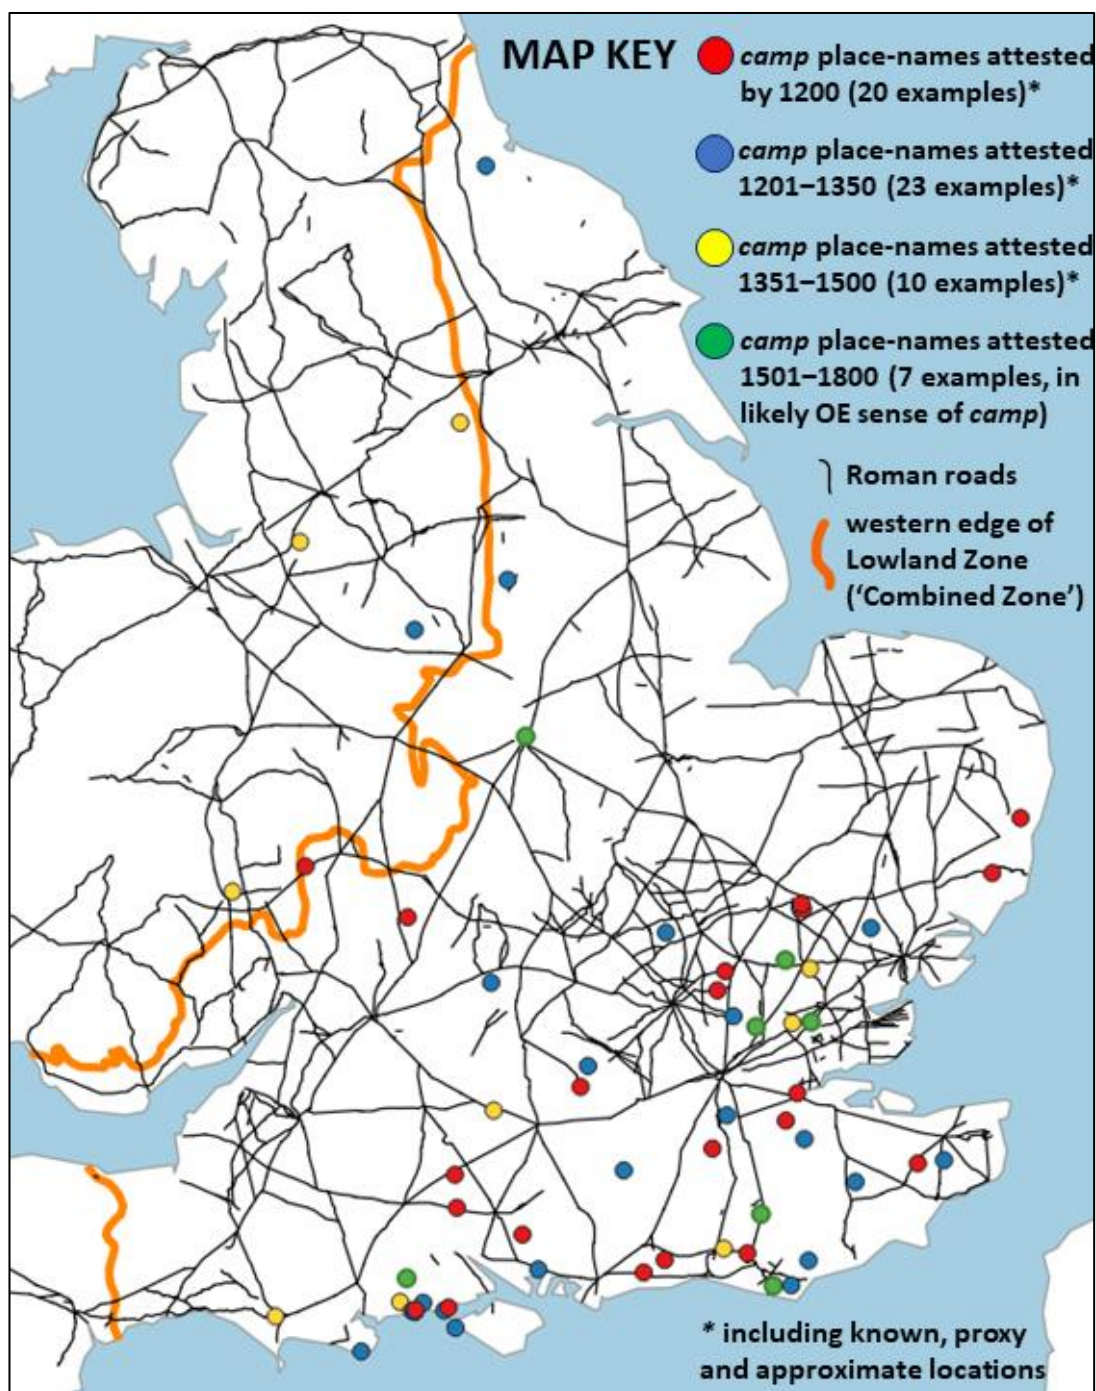 MAP KEY
camp place-names attested
by 1200 (20 examples)*
camp place-names attested
1201–1350 (23 examples)*
camp place-names attested
1351–1500 (10 examples)*
camp place-names attested
1501–1800 (7 examples, in
likely OE sense of camp)
Roman roads
western edge of
Lowland Zone
(‘Combined Zone’)
* including known, proxy
and approximate locations